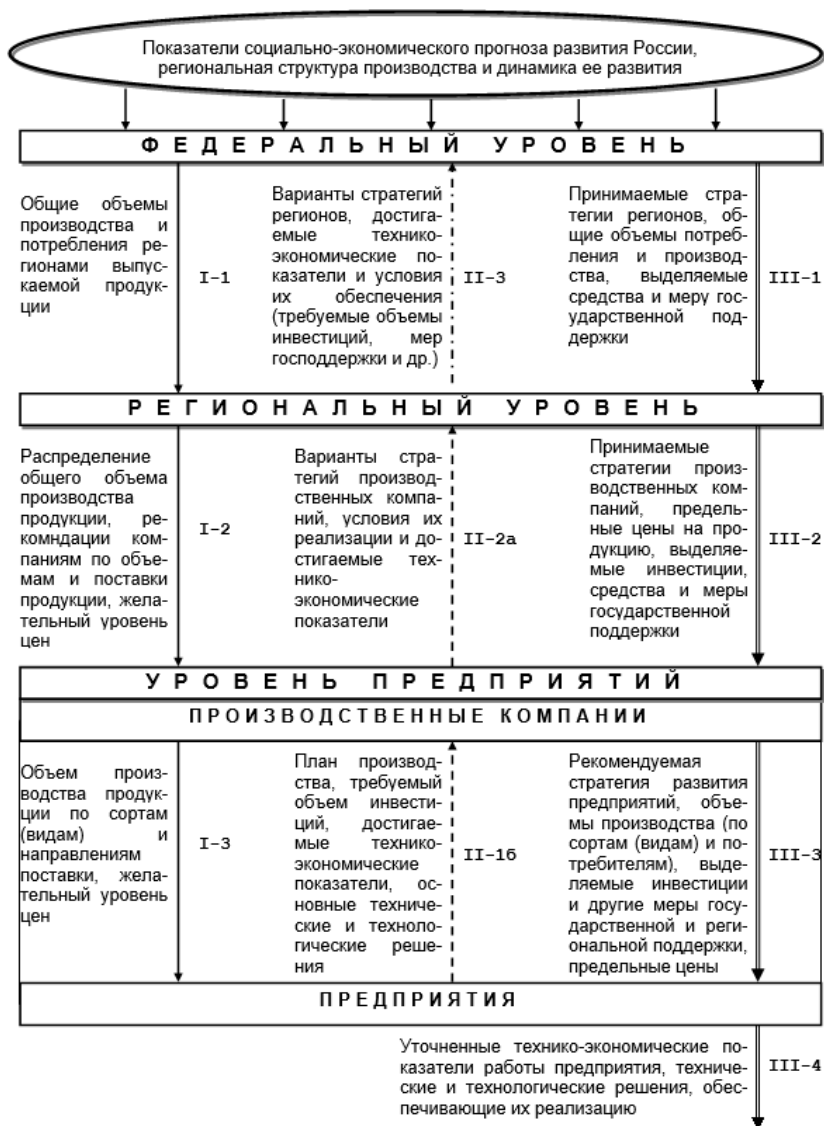 Показатели социально-экономического прогноза развития России,
региональная структура производства и динамика ее развития
ФЕДЕРАЛЬНЫЙ УРОВЕНЬ
Общие объемы
производства и
потребления ре-
гионами выпус-
каемой продук-
ции
I-1
Варианты стратегий
регионов, достига-
емые технико-
экономические по-
казатели и условия
их обеспечения
(требуемые объемы
инвестиций, мер
господдержки и др.)
II-3
Принимаемые стра-
тегии регионов, об-
щие объемы потреб-
ления и производ-
ства, выделяемые
средства и меру гос-
ударственной под-
держки
III-1
РЕГИОНАЛЬНЫЙ УРОВЕНЬ
Распределение
общего объема
производства
продукции, ре-
комндации ком-
паниям по объе-
мам и поставки
продукции, жела-
тельный уровень
цен
I-2
Варианты стра-
тегий произвоd-
ственных компа-
ний, условия их
реализации и до-
стигаемые тех-
нико-
экономические
показатели
II-2а
Принимаемые
стратегии произ-
водственных ком-
паний, предель-
ные цены на про-
дукцию, выделяе-
мые инвестиции,
средства и меры
государственной
поддержки
III-2
УРОВЕНЬ ПРЕДПРИЯТИЙ
ПРОИЗВОДСТВЕННЫЕ КОМПАНИИ
Объем произ-
водства продук-
ции по сортам
(видам) и
направлениям
поставки, жела-
тельный уровень
цен
I-3
План производ-
ства, требуемый
объем инвести-
ций, достигае-
мые технико-
экономические
показатели, ос-
новные техниче-
ские и техно-
логические реше-
ния
II-1б
Рекомендуемая
стратегия развития
предприятий, объе-
мы производства (по
сортам (видам) и по-
требителям), выде-
ляемые инвестиции
и другие меры госу-
дарственной и реги-
ональной поддержки,
предельные цены
III-3
ПРЕДПРИЯТИЯ
Уточненные технико-экономические по-
казатели работы предприятия, техниче-
ские и технологические решения, обес-
печивающие их реализацию
III-4